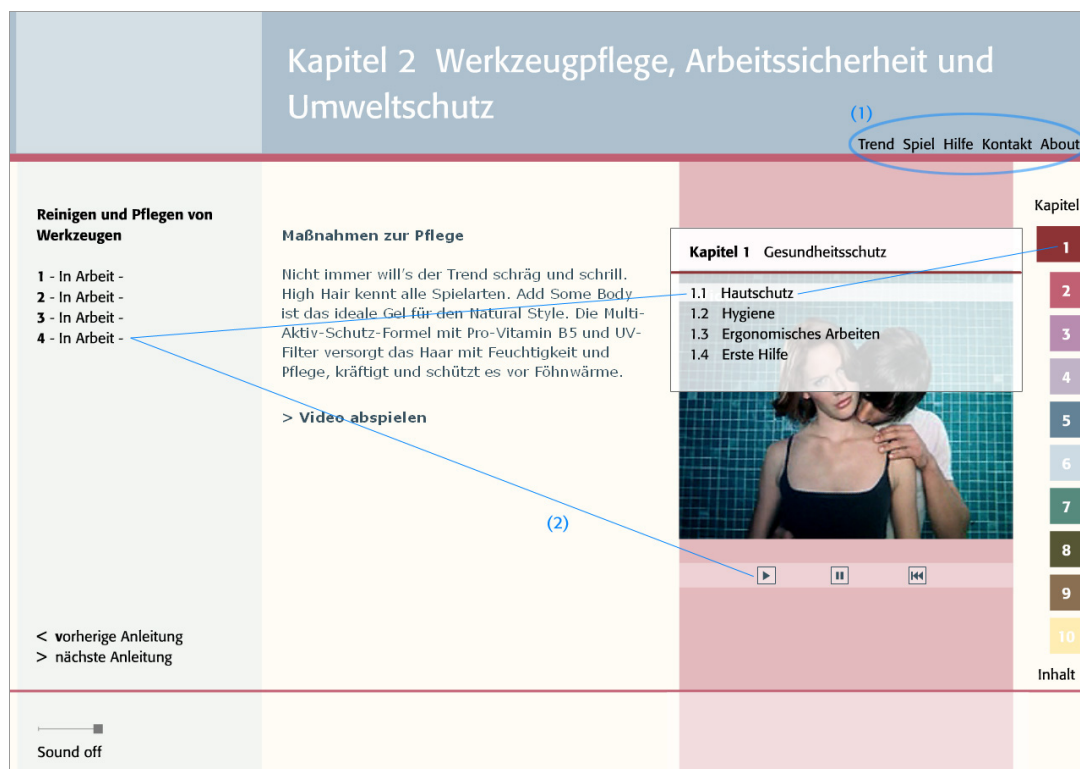 Kapitel 2  Werkzeugpflege, Arbeitssicherheit und
Umweltschutz
(1)
Trend Spiel Hilfe Kontakt About
Reinigen und Pflegen von
Werkzeugen
1 - In Arbeit -
2 - In Arbeit -
3 - In Arbeit -
4 - In Arbeit -
< vorherige Anleitung
> nächste Anleitung
Maßnahmen zur Pflege
Nicht immer will's der Trend schräg und schrill.
High Hair kennt alle Spielarten. Add Some Body
ist das ideale Gel für den Natural Style. Die Multi-
Aktiv-Schutz-Formel mit Pro-Vitamin B5 und UV-
Filter versorgt das Haar mit Feuchtigkeit und
Pflege, kräftigt und schützt es vor Föhnwärme.
> Video abspielen
(2)
Kapitel 1 Gesundheitsschutz
1.1 Hautschutz
1.2 Hygiene
1.3 Ergonomisches Arbeiten
1.4 Erste Hilfe
Kapitel
1
2
3
4
5
6
7
8
9
10
Inhalt
Sound off